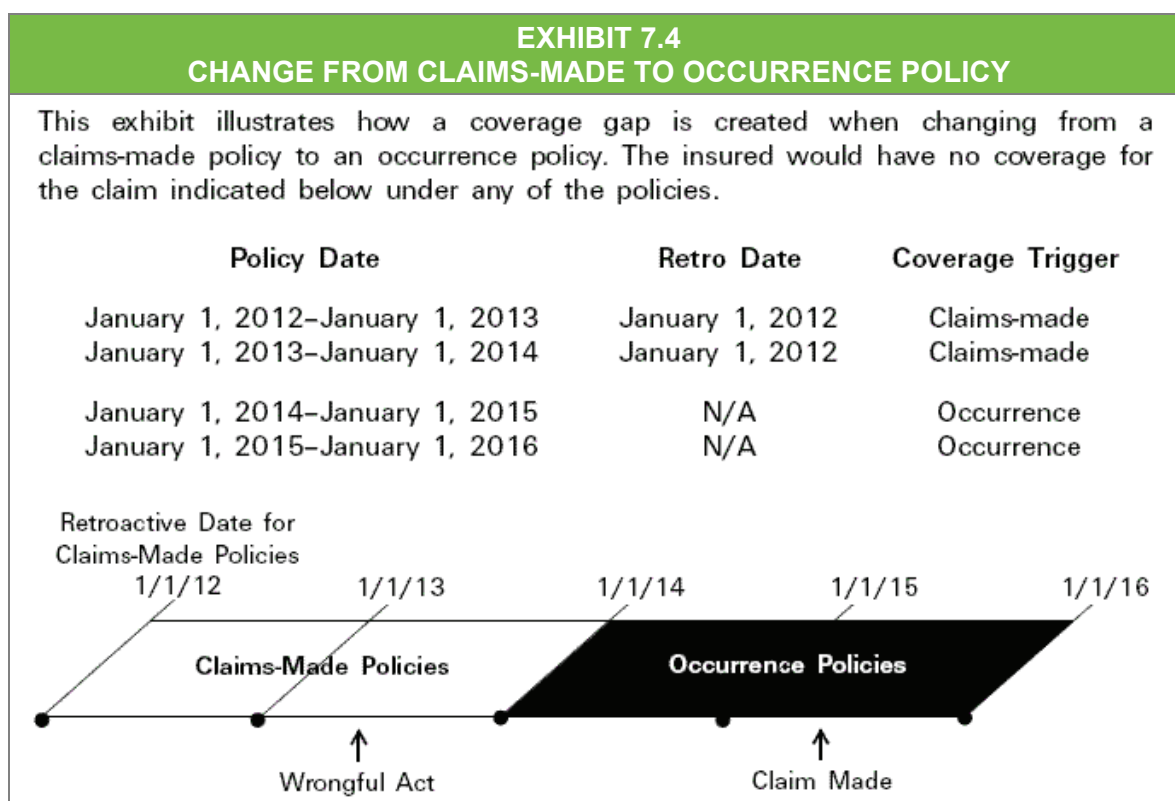 EXHIBIT 7.4
CHANGE FROM CLAIMS-MADE TO OCCURRENCE POLICY
This exhibit illustrates how a coverage gap is created when changing from a
claims-made policy to an occurrence policy. The insured would have no coverage for
the claim indicated below under any of the policies.
Policy Date Retro Date Coverage Trigger
January 1, 2012–January 1, 2013 January 1, 2012 Claims-made
January 1, 2013–January 1, 2014 January 1, 2012 Claims-made
January 1, 2014–January 1, 2015 N/A Occurrence
January 1, 2015–January 1, 2016 N/A Occurrence
Retroactive Date for
Claims-Made Policies
1/1/12 1/1/13 1/1/14 1/1/15 1/1/16
Claims-Made Policies Occurrence Policies
Wrongful Act Claim Made